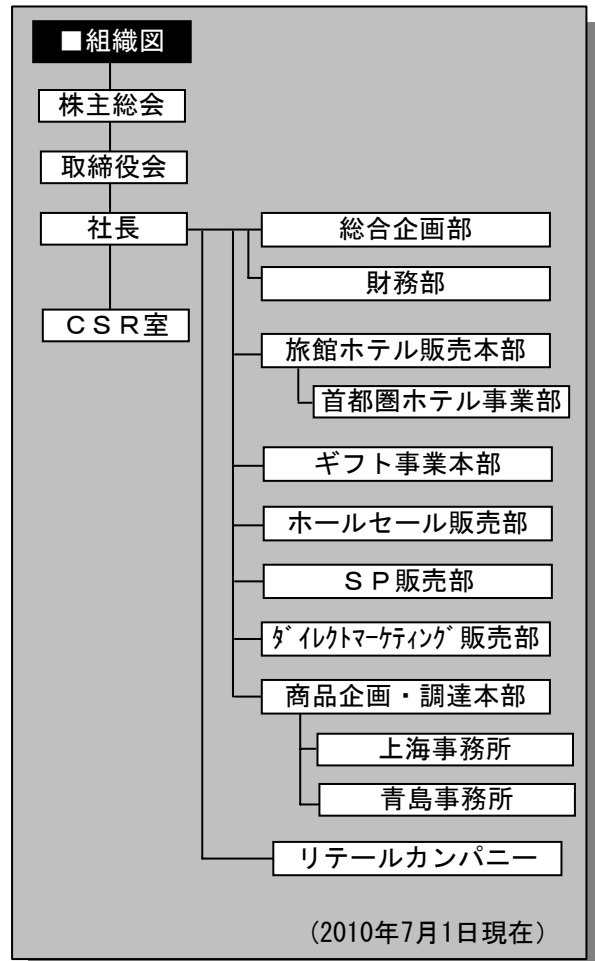 ■組織図
株主総会
取締役会
社長
ＣＳＲ室
総合企画部
財務部
旅館ホテル販売本部
首都圏ホテル事業部
ギフト事業本部
ホールセール販売部
ＳＰ販売部
ﾀﾞｲﾚｸﾄﾏｰｹﾃｨﾝｸﾞ販売部
商品企画・調達本部
上海事務所
青島事務所
リテールカンパニー
（2010年7月1日現在）